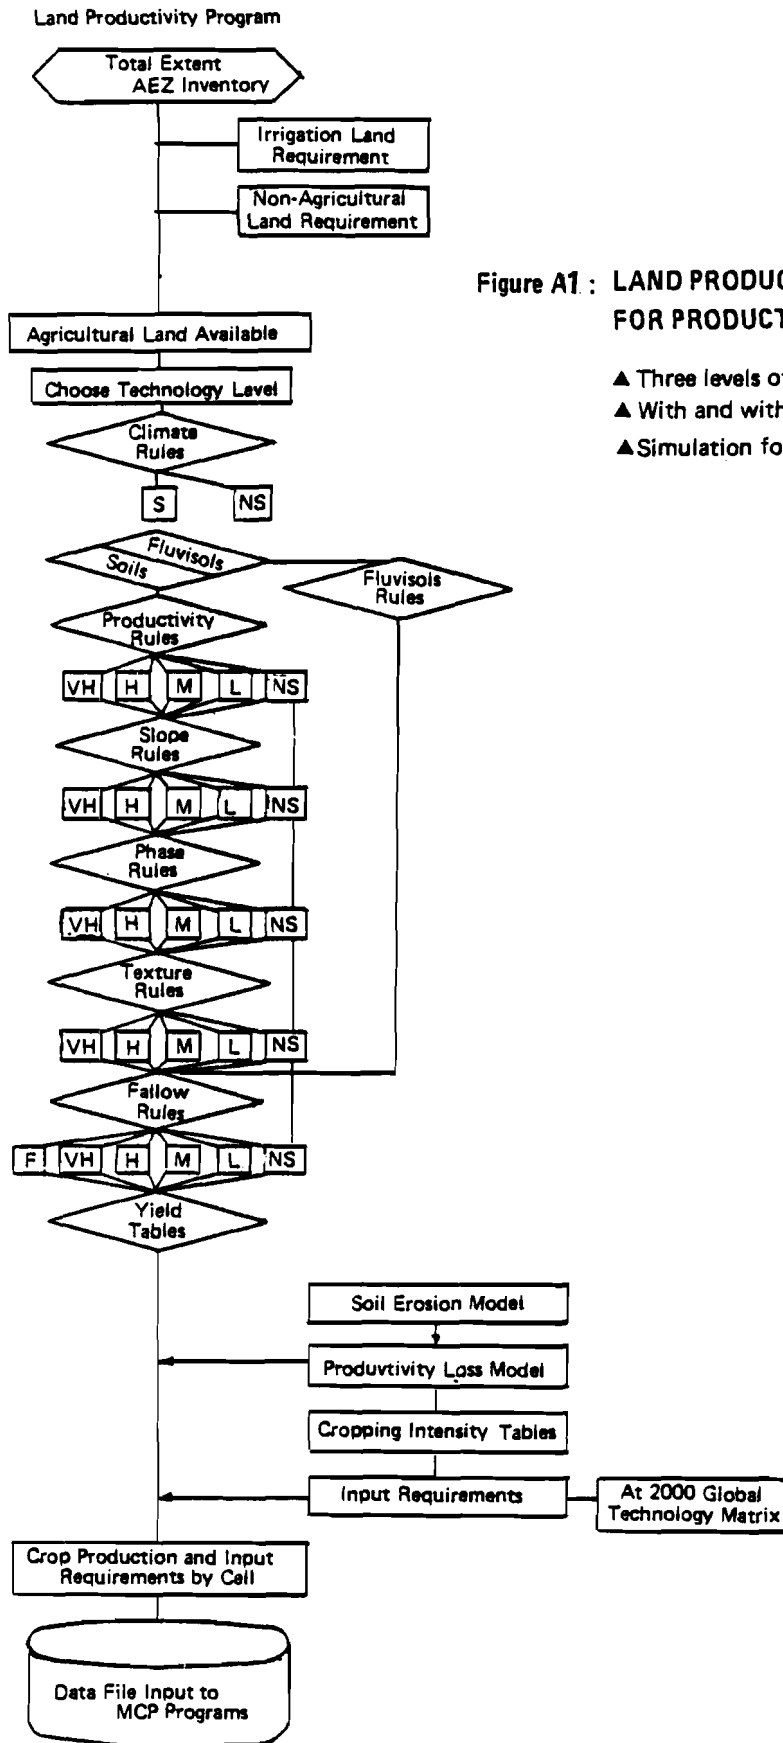 Land Productivity Program
Total Extent
AEZ Inventory
Irrigation Land
Requirement
Non-Agricultural
Land Requirement
Figure A1 : LAND PRODUC
FOR PRODUCT
▲ Three levels of
▲ With and with
▲ Simulation fo
Agricultural Land Available
Choose Technology Level
Climate
Rules
S
NS
Fluvisols
Soils
Fluvisols
Rules
Productivity
Rules
VH H M L NS
Slope
Rules
VH H M L NS
Phase
Rules
VH H M L NS
Texture
Rules
VH H M L NS
Fallow
Rules
F VH H M L NS
Yield
Tables
Soil Erosion Model
Produvtivity Loss Model
Cropping Intensity Tables
Input Requirements
At 2000 Global
Technology Matrix
Crop Production and Input
Requirements by Cell
Data File Input to
MCP Programs